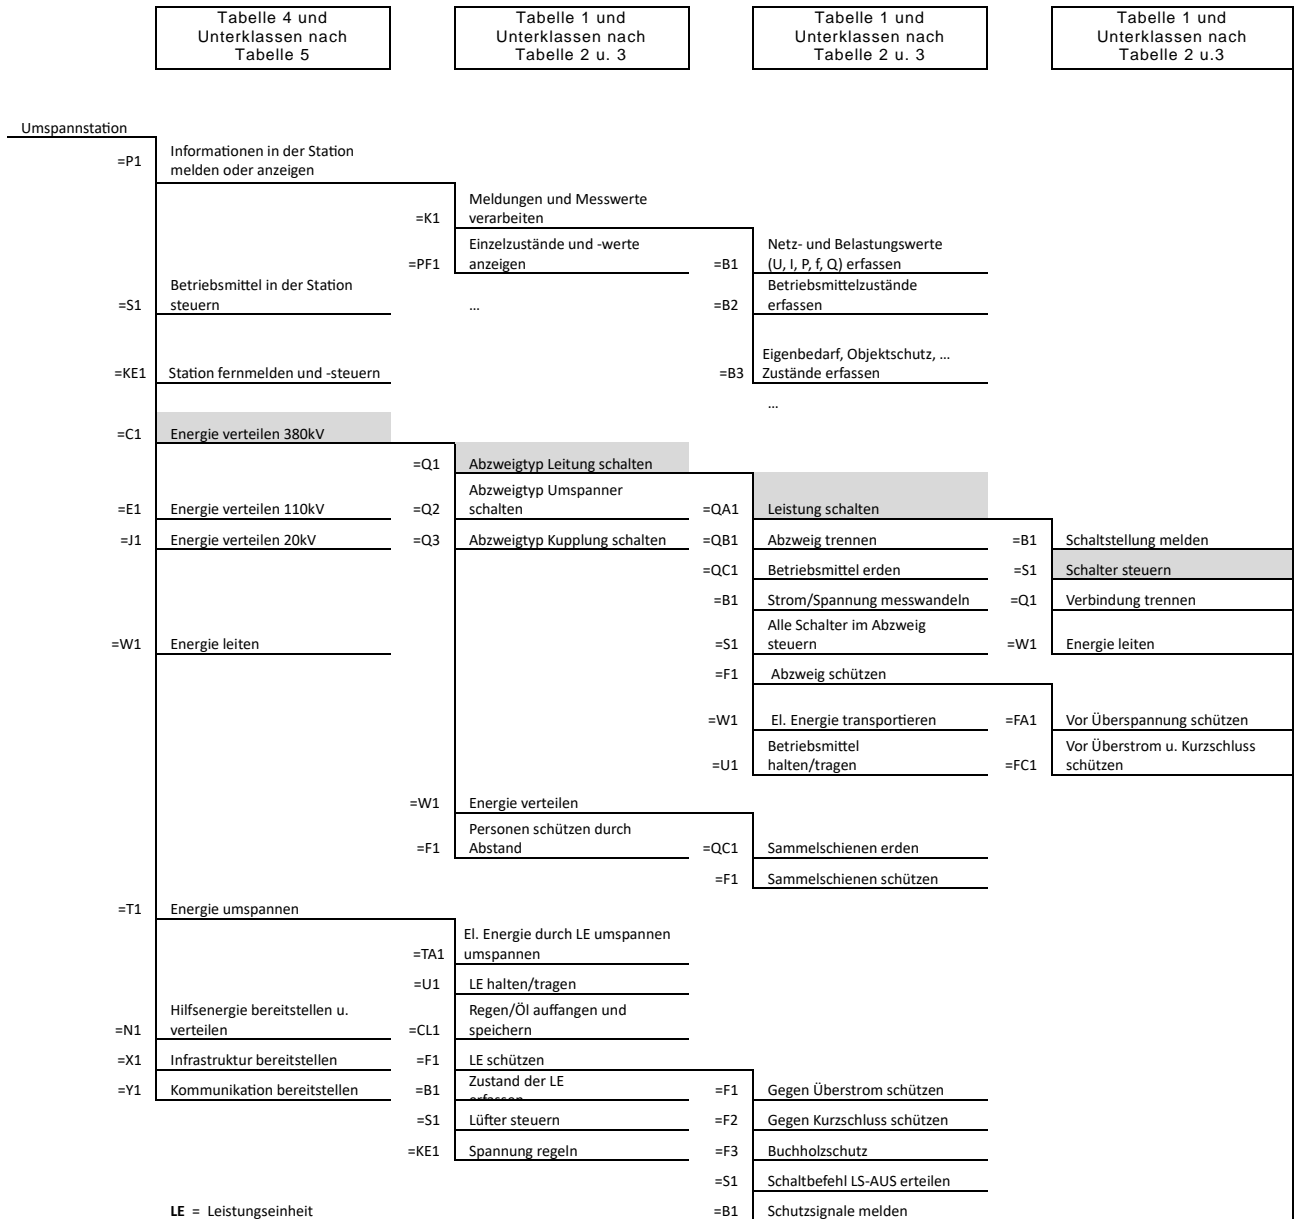 Tabelle 4 und
Unterklassen nach
Tabelle 5
Tabelle 1 und
Unterklassen nach
Tabelle 2 u. 3
Tabelle 1 und
Unterklassen nach
Tabelle 2 u. 3
Tabelle 1 und
Unterklassen nach
Tabelle 2 u.3
Umspannstation
=P1
Informationen in der Station
melden oder anzeigen
=K1
Meldungen und Messwerte
verarbeiten
=PF1
Einzelzustände und -werte
anzeigen
=B1
Netz- und Belastungswerte
(U, I, P, f, Q) erfassen
=S1
Betriebsmittel in der Station
steuern
...
=B2
Betriebsmittelzustände
erfassen
=KE1
Station fernmelden und -steuern
=B3
Eigenbedarf, Objektschutz, ...
Zustände erfassen
...
=C1
Energie verteilen 380kV
=Q1
Abzweigtyp Leitung schalten
=E1
Energie verteilen 110kV
=Q2
Abzweigtyp Umspanner
schalten
=QA1
Leistung schalten
=J1
Energie verteilen 20kV
=Q3
Abzweigtyp Kupplung schalten
=QB1
Abzweig trennen
=B1
Schaltstellung melden
=QC1
Betriebsmittel erden
=S1
Schalter steuern
=B1
Strom/Spannung messwandeln
=Q1
Verbindung trennen
=W1
Energie leiten
=S1
Alle Schalter im Abzweig
steuern
=W1
Energie leiten
=F1
Abzweig schützen
=W1
El. Energie transportieren
=FA1
Vor Überspannung schützen
=U1
Betriebsmittel
halten/tragen
=FC1
Vor Überstrom u. Kurzschluss
schützen
=W1
Energie verteilen
=F1
Personen schützen durch
Abstand
=QC1
Sammelschienen erden
=F1
Sammelschienen schützen
=T1
Energie umspannen
=TA1
El. Energie durch LE umspannen
umspannen
=U1
LE halten/tragen
=N1
Hilfsenergie bereitstellen u.
verteilen
=CL1
Regen/Öl auffangen und
speichern
=X1
Infrastruktur bereitstellen
=F1
LE schützen
=Y1
Kommunikation bereitstellen
=B1
Zustand der LE
erfassen
=F1
Gegen Überstrom schützen
=S1
Lüfter steuern
=F2
Gegen Kurzschluss schützen
=KE1
Spannung regeln
=F3
Buchholzschutz
=S1
Schaltbefehl LS-AUS erteilen
LE = Leistungseinheit
=B1
Schutzsignale melden